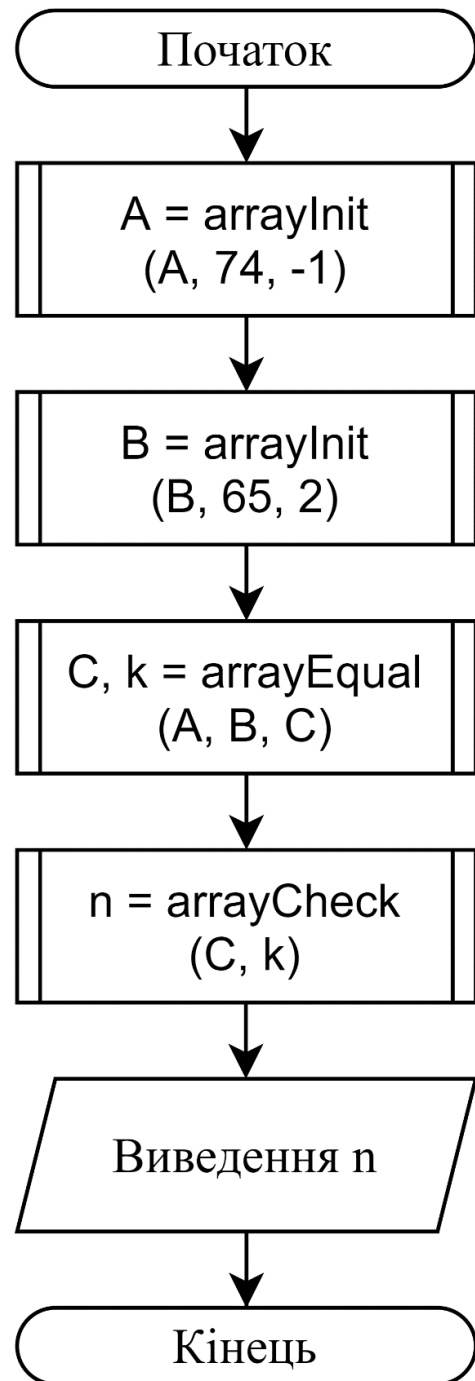 Початок
A = arrayInit
(A, 74, -1)
B = arrayInit
(B, 65, 2)
C, k = arrayEqual
(A, B, C)
n = arrayCheck
(C, k)
Виведення n
Кінець